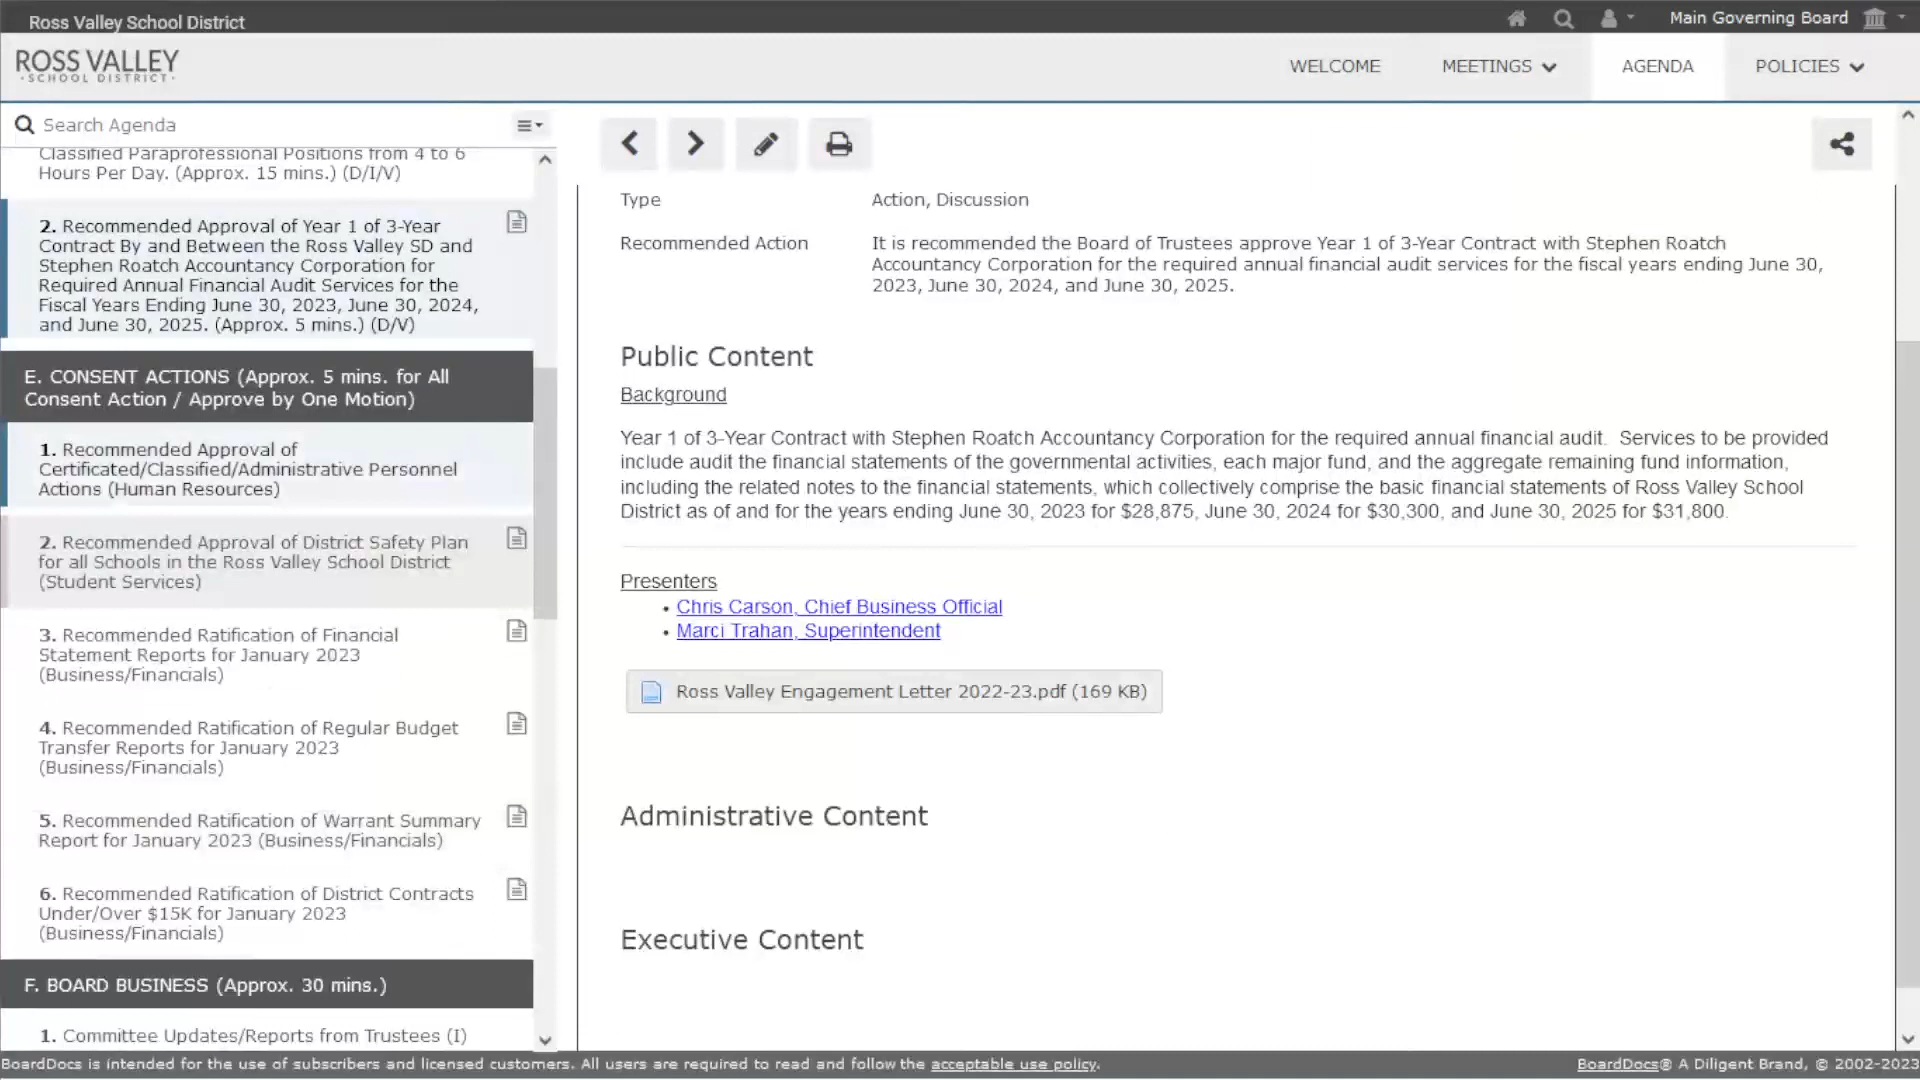 Ross Valley School District
Main Governing Board
ROSS VALLEY
·SCHOOL DISTRICT·
WELCOME
MEETINGS
AGENDA
POLICIES
Search Agenda
Classified Paraprofessional Positions from 4 to 6
Hours Per Day. (Approx. 15 mins.) (D/I/V)
2. Recommended Approval of Year 1 of 3-Year
Contract By and Between the Ross Valley SD and
Stephen Roatch Accountancy Corporation for
Required Annual Financial Audit Services for the
Fiscal Years Ending June 30, 2023, June 30, 2024,
and June 30, 2025. (Approx. 5 mins.) (D/V)
E. CONSENT ACTIONS (Approx. 5 mins. for All
Consent Action / Approve by One Motion)
1. Recommended Approval of
Certificated/Classified/Administrative Personnel
Actions (Human Resources)
2. Recommended Approval of District Safety Plan
for all Schools in the Ross Valley School District
(Student Services)
3. Recommended Ratification of Financial
Statement Reports for January 2023
(Business/Financials)
4. Recommended Ratification of Regular Budget
Transfer Reports for January 2023
(Business/Financials)
5. Recommended Ratification of Warrant Summary
Report for January 2023 (Business/Financials)
6. Recommended Ratification of District Contracts
Under/Over $15K for January 2023
(Business/Financials)
F. BOARD BUSINESS (Approx. 30 mins.)
1. Committee Updates/Reports from Trustees (I)
Type
Action, Discussion
Recommended Action
It is recommended the Board of Trustees approve Year 1 of 3-Year Contract with Stephen Roatch
Accountancy Corporation for the required annual financial audit services for the fiscal years ending June 30,
2023, June 30, 2024, and June 30, 2025.
Public Content
Background
Year 1 of 3-Year Contract with Stephen Roatch Accountancy Corporation for the required annual financial audit. Services to be provided
include audit the financial statements of the governmental activities, each major fund, and the aggregate remaining fund information,
including the related notes to the financial statements, which collectively comprise the basic financial statements of Ross Valley School
District as of and for the years ending June 30, 2023 for $28,875, June 30, 2024 for $30,300, and June 30, 2025 for $31,800.
Presenters
• Chris Carson, Chief Business Official
• Marci Trahan, Superintendent
Ross Valley Engagement Letter 2022-23.pdf (169 KB)
Administrative Content
Executive Content
BoardDocs is intended for the use of subscribers and licensed customers. All users are required to read and follow the acceptable use policy.
BoardDocs® A Diligent Brand, © 2002-2023